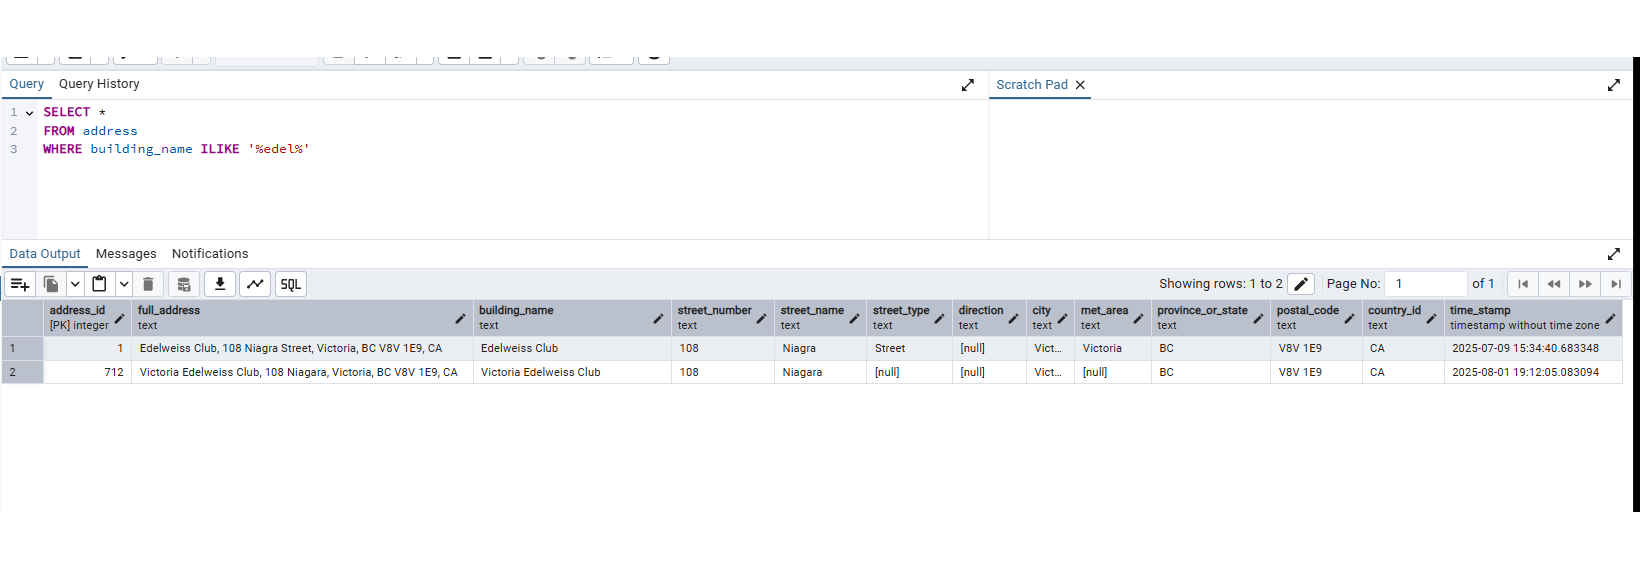 Query Query History
Scratch Pad
1 SELECT *
2 FROM address
3 WHERE building_name ILIKE '%edel%'
Data Output Messages Notifications
SQL Showing rows: 1 to 2 Page No: 1 of 1
address_id full_address building_name street_number street_name street_type direction city met_area province_or_state postal_code country_id time_stamp
[PK] integer text text text text text text text text text text text timestamp without time zone
1 1 Edelweiss Club, 108 Niagra Street, Victoria, BC V8V 1E9, CA Edelweiss Club 108 Niagra Street [null] Vict... Victoria BC V8V 1E9 CA 2025-07-09 15:34:40.683348
2 712 Victoria Edelweiss Club, 108 Niagara, Victoria, BC V8V 1E9, CA Victoria Edelweiss Club 108 Niagara [null] [null] Vict... [null] BC V8V 1E9 CA 2025-08-01 19:12:05.083094